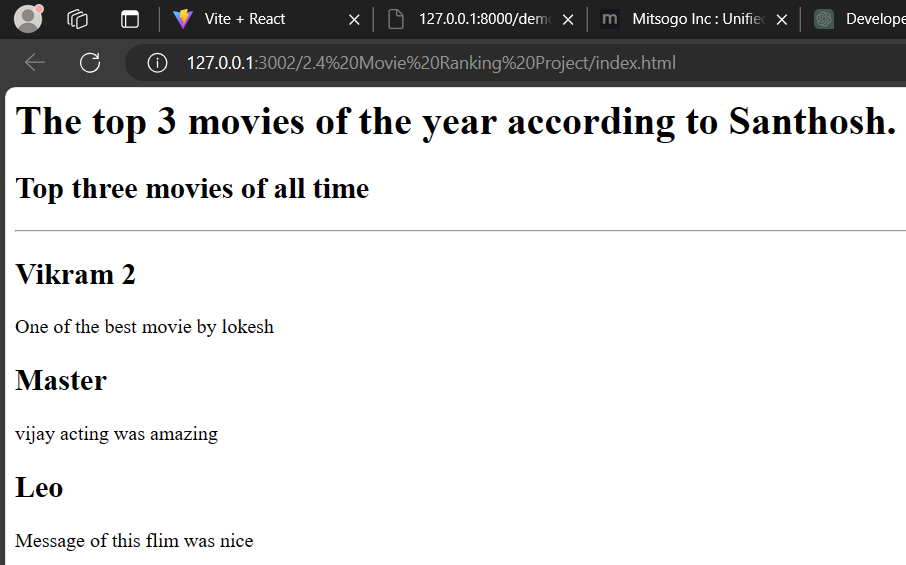 Vite + React
127.0.0.1:8000/dem
Mitsogo Inc : Unifie
Develope
127.0.0.1:3002/2.4%20Movie%20Ranking%20Project/index.html
The top 3 movies of the year according to Santhosh.
Top three movies of all time
Vikram 2
One of the best movie by lokesh
Master
vijay acting was amazing
Leo
Message of this flim was nice